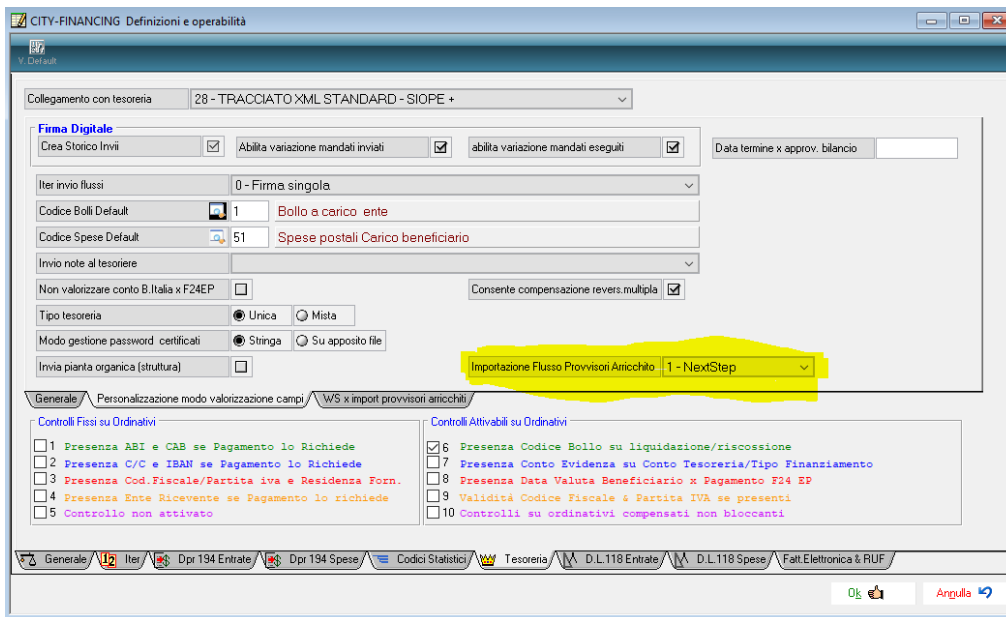 CITY-FINANCING Definizioni e operabilità
V. Default
Collegamento con tesoreria 28 - TRACCIATO XML STANDARD - SIOPE +
Firma Digitale
Crea Storico Invii Abilita variazione mandati inviati abilita variazione mandati eseguiti Data termine x approv. bilancio
Iter invio flussi 0 - Firma singola
Codice Bolli Default 1 Bollo a carico ente
Codice Spese Default 51 Spese postali Carico beneficiario
Invio note al tesoriere
Non valorizzare conto B.Italia x F24EP Consente compensazione revers.multipla
Tipo tesoreria Unica Mista
Modo gestione password certificati Stringa Su apposito file
Invia pianta organica (struttura) Importazione Flusso Provvisori Arricchito 1 - NextStep
Generale Personalizzazione modo valorizzazione campi WS x import provvisori arricchiti
Controlli Fissi su Ordinativi Controlli Attivabili su Ordinativi
1 Presenza ABI e CAB se Pagamento lo Richiede 6 Presenza Codice Bollo su liquidazione/riscossione
2 Presenza C/C e IBAN se Pagamento lo Richiede 7 Presenza Conto Evidenza su Conto Tesoreria/Tipo Finanziamento
3 Presenza Cod.Fiscale/Partita iva e Residenza Forn. 8 Presenza Data Valuta Beneficiario x Pagamento F24 EP
4 Presenza Ente Ricevente se Pagamento lo richiede 9 Validitá Codice Fiscale & Partita IVA se presenti
5 Controllo non attivato 10 Controlli su ordinativi compensati non bloccanti
Generale Iter Dpr 194 Entrate Dpr 194 Spese Codici Statistici Tesoreria D.L.118 Entrate D.L.118 Spese Fatt.Elettronica & RUF
Ok Annulla